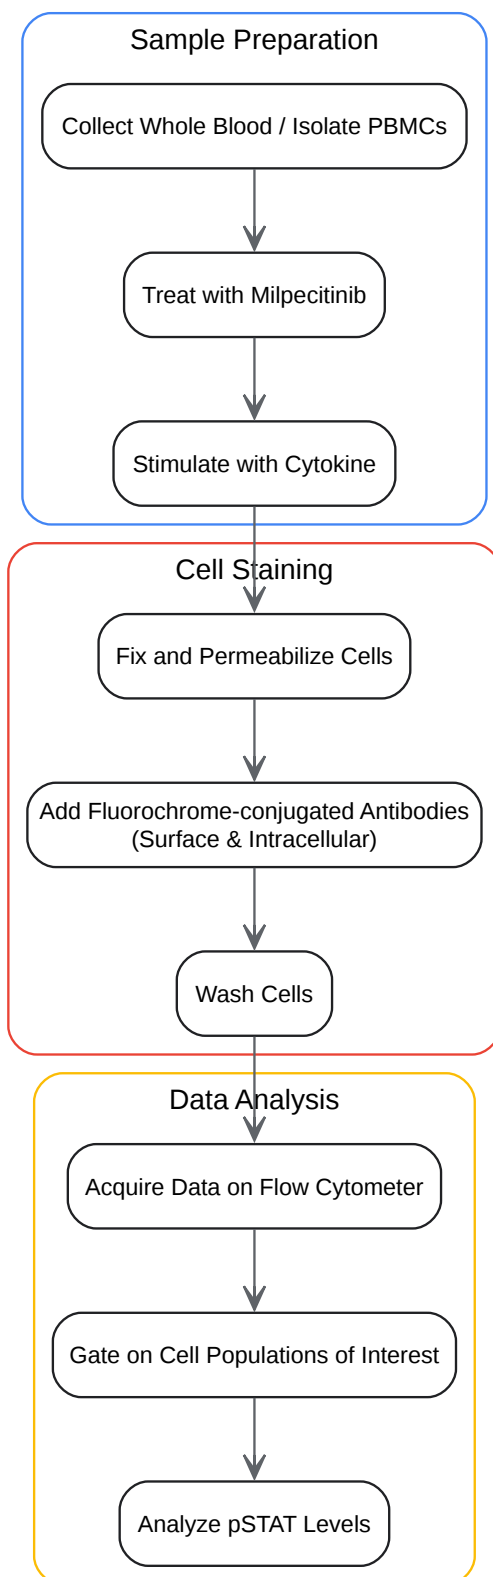 Sample Preparation
Collect Whole Blood / Isolate PBMCs
Treat with Milpecitinib
Stimulate with Cytokine
Cell Staining
Fix and Permeabilize Cells
Add Fluorochrome-conjugated Antibodies
(Surface & Intracellular)
Wash Cells
Data Analysis
Acquire Data on Flow Cytometer
Gate on Cell Populations of Interest
Analyze pSTAT Levels